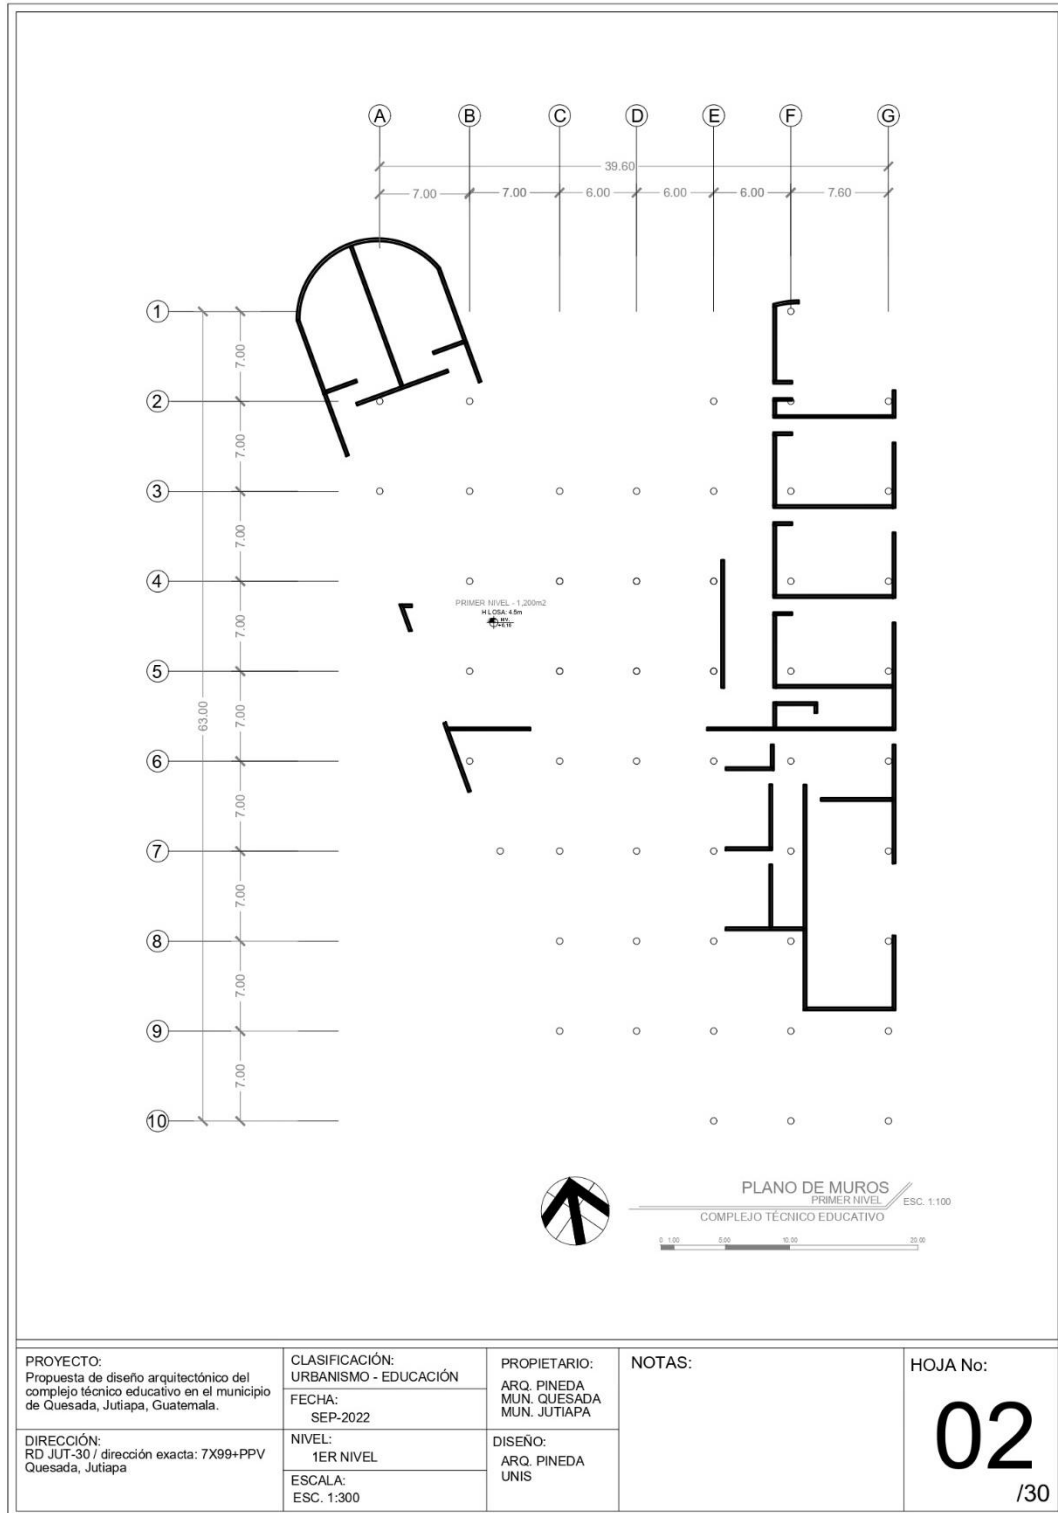 A B C D E F G
39.60
7.00 7.00 6.00 6.00 6.00 7.60
1
7.00
2
7.00
3
7.00
4
7.00
5
63.00
7.00
6
7.00
7
7.00
8
7.00
9
7.00
10
PRIMER NIVEL - 1,200m2
H LOSA: 4.5m
PLANO DE MUROS
PRIMER NIVEL
ESC. 1:100
COMPLEJO TÉCNICO EDUCATIVO
0 1.00 5.00 10.00 20.00
PROYECTO:
Propuesta de diseño arquitectónico del
complejo técnico educativo en el municipio
de Quesada, Jutiapa, Guatemala.
DIRECCIÓN:
RD JUT-30 / dirección exacta: 7X99+PPV
Quesada, Jutiapa
CLASIFICACIÓN:
URBANISMO - EDUCACIÓN
FECHA:
SEP-2022
NIVEL:
1ER NIVEL
ESCALA:
ESC. 1:300
PROPIETARIO:
ARQ. PINEDA
MUN. QUESADA
MUN. JUTIAPA
DISEÑO:
ARQ. PINEDA
UNIS
NOTAS:
HOJA No:
02
/30